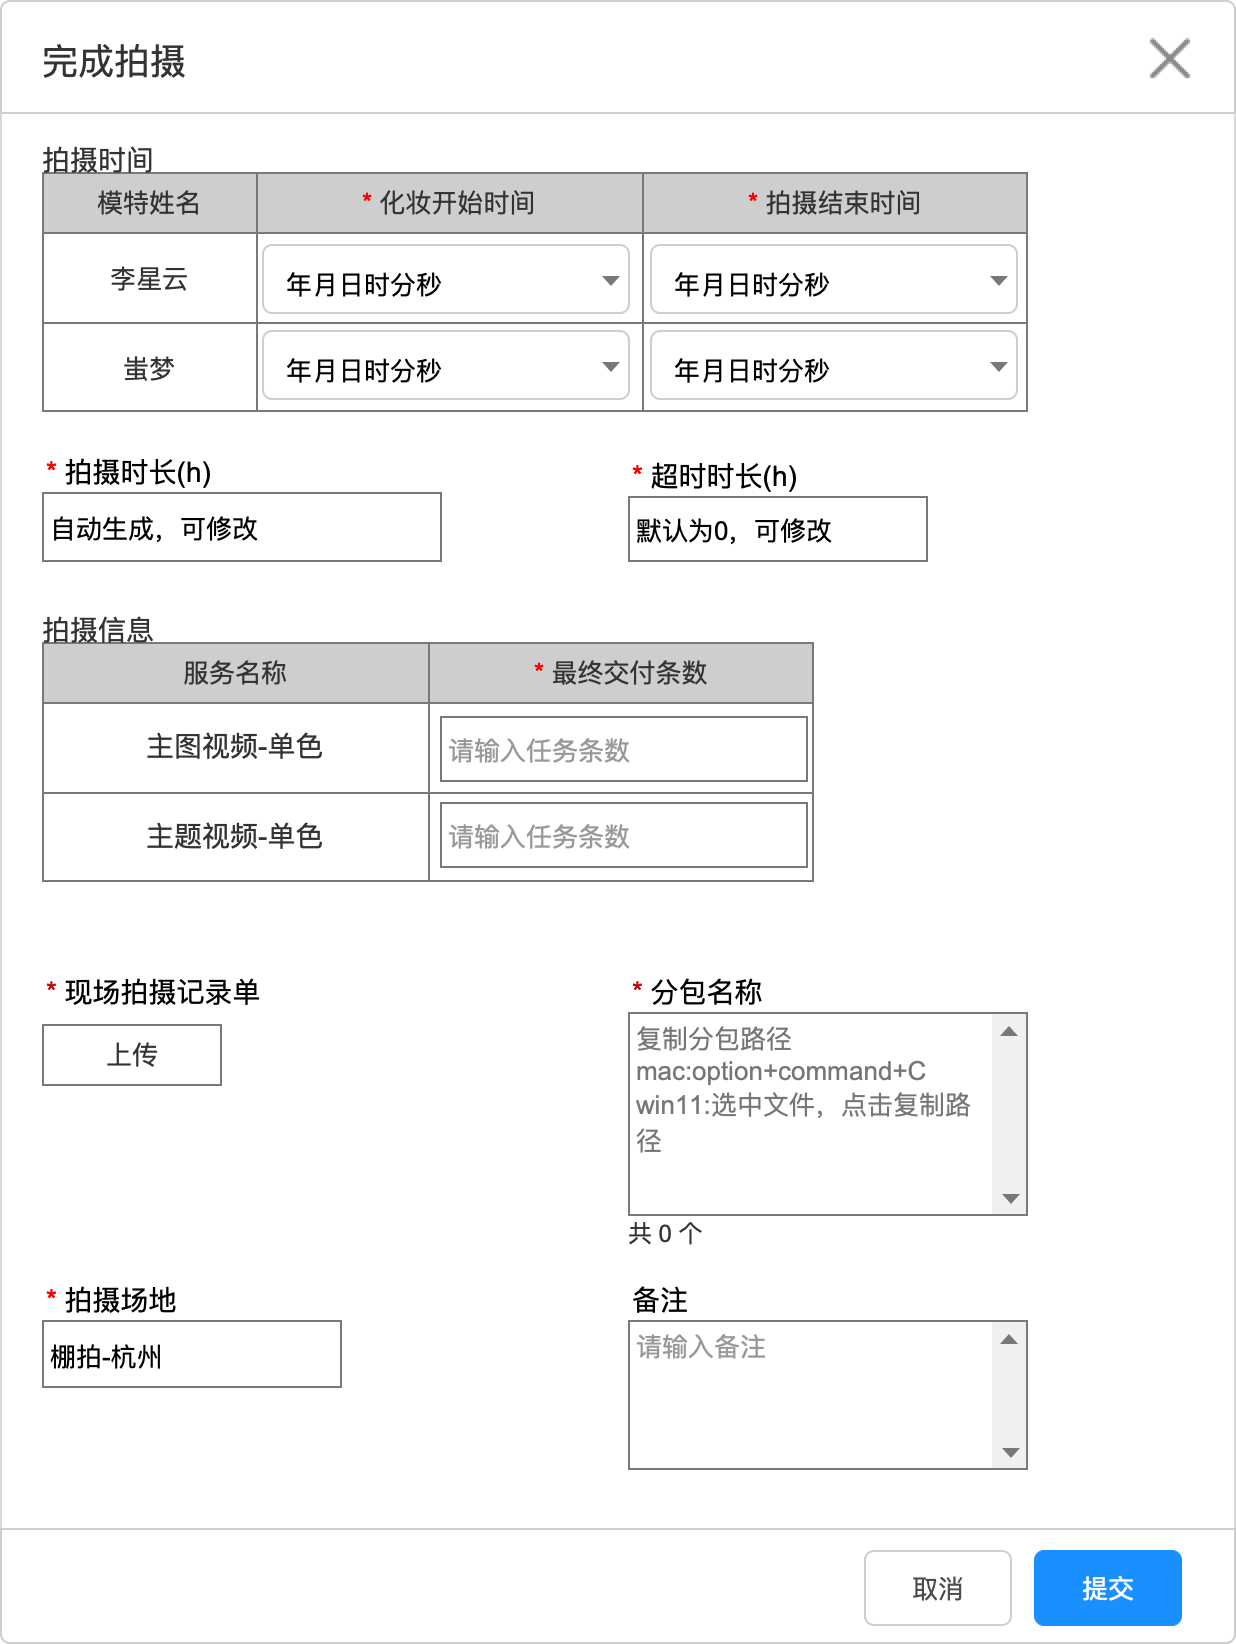 完成拍摄
拍摄时间
模特姓名 * 化妆开始时间 * 拍摄结束时间
李星云 年月日时分秒 年月日时分秒
蚩梦 年月日时分秒 年月日时分秒
* 拍摄时长(h) * 超时时长(h)
自动生成，可修改 默认为0，可修改
拍摄信息
服务名称 * 最终交付条数
主图视频-单色 请输入任务条数
主题视频-单色 请输入任务条数
* 现场拍摄记录单 * 分包名称
上传
复制分包路径
mac:option+command+C
win11:选中文件，点击复制路
径
共 0 个
* 拍摄场地 备注
棚拍-杭州 请输入备注
取消 提交